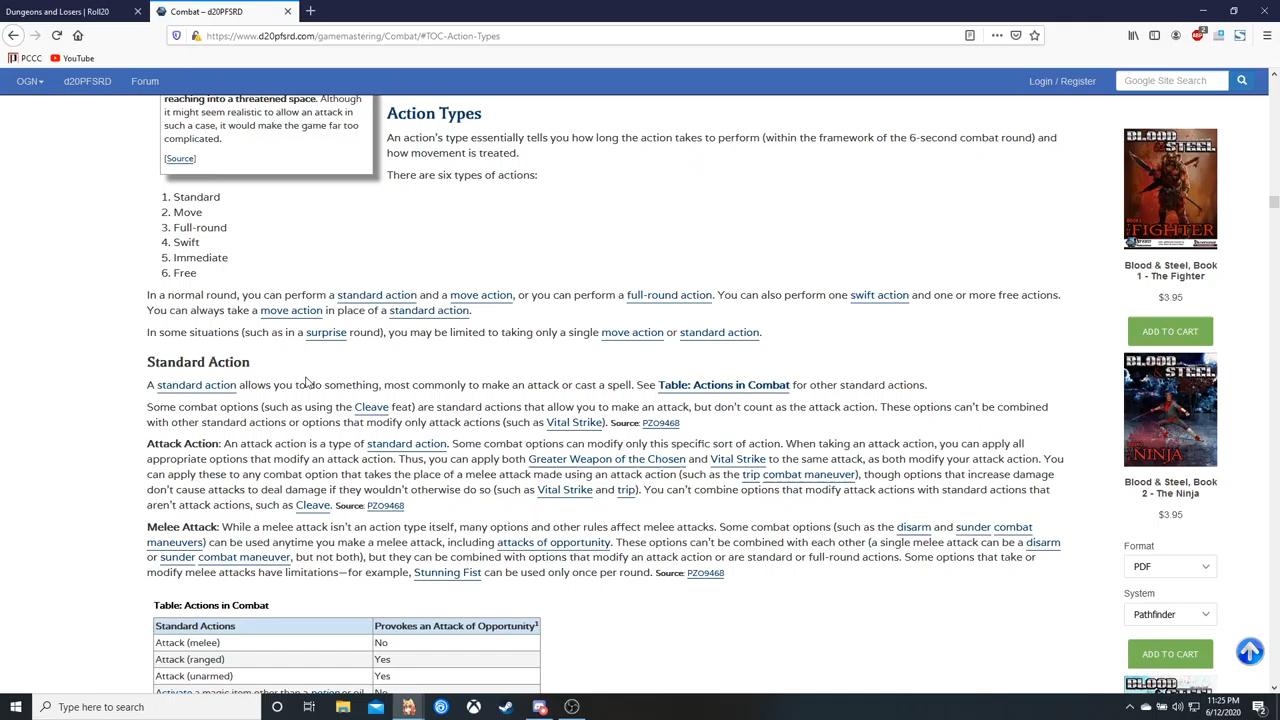 Dungeons and Losers | Roll20
Combat – d20PFSRD
https://www.d20pfsrd.com/gamemastering/Combat/#TOC-Action-Types
PCCC
YouTube
OGN
d20PFSRD
Forum
Login / Register
Google Site Search
reaching into a threatened space. Although
it might seem realistic to allow an attack in
such a case, it would make the game far too
complicated.
[Source]
Action Types
An action's type essentially tells you how long the action takes to perform (within the framework of the 6-second combat round) and
how movement is treated.
There are six types of actions:
1. Standard
2. Move
3. Full-round
4. Swift
5. Immediate
6. Free
In a normal round, you can perform a standard action and a move action, or you can perform a full-round action. You can also perform one swift action and one or more free actions.
You can always take a move action in place of a standard action.
In some situations (such as in a surprise round), you may be limited to taking only a single move action or standard action.
Standard Action
A standard action allows you to do something, most commonly to make an attack or cast a spell. See Table: Actions in Combat for other standard actions.
Some combat options (such as using the Cleave feat) are standard actions that allow you to make an attack, but don't count as the attack action. These options can't be combined
with other standard actions or options that modify only attack actions (such as Vital Strike). Source: PZO9468
Attack Action: An attack action is a type of standard action. Some combat options can modify only this specific sort of action. When taking an attack action, you can apply all
appropriate options that modify an attack action. Thus, you can apply both Greater Weapon of the Chosen and Vital Strike to the same attack, as both modify your attack action. You
can apply these to any combat option that takes the place of a melee attack made using an attack action (such as the trip combat maneuver), though options that increase damage
don't cause attacks to deal damage if they wouldn't otherwise do so (such as Vital Strike and trip). You can't combine options that modify attack actions with standard actions that
aren't attack actions, such as Cleave. Source: PZO9468
Melee Attack: While a melee attack isn't an action type itself, many options and other rules affect melee attacks. Some combat options (such as the disarm and sunder combat
maneuvers) can be used anytime you make a melee attack, including attacks of opportunity. These options can't be combined with each other (a single melee attack can be a disarm
or sunder combat maneuver, but not both), but they can be combined with options that modify an attack action or are standard or full-round actions. Some options that take or
modify melee attacks have limitations—for example, Stunning Fist can be used only once per round. Source: PZO9468
Table: Actions in Combat
Standard Actions Provokes an Attack of Opportunity1
Attack (melee) No
Attack (ranged) Yes
Attack (unarmed) Yes
Activate a magic item other than a potion or oil No
BLOOD
& STEEL
FIGHTER
Blood & Steel, Book
1 - The Fighter
$3.95
ADD TO CART
BLOOD
& STEEL
NINJA
Blood & Steel, Book
2 - The Ninja
$3.95
Format
PDF
System
Pathfinder
ADD TO CART
BLOOD
Type here to search
11:25 PM
6/12/2020